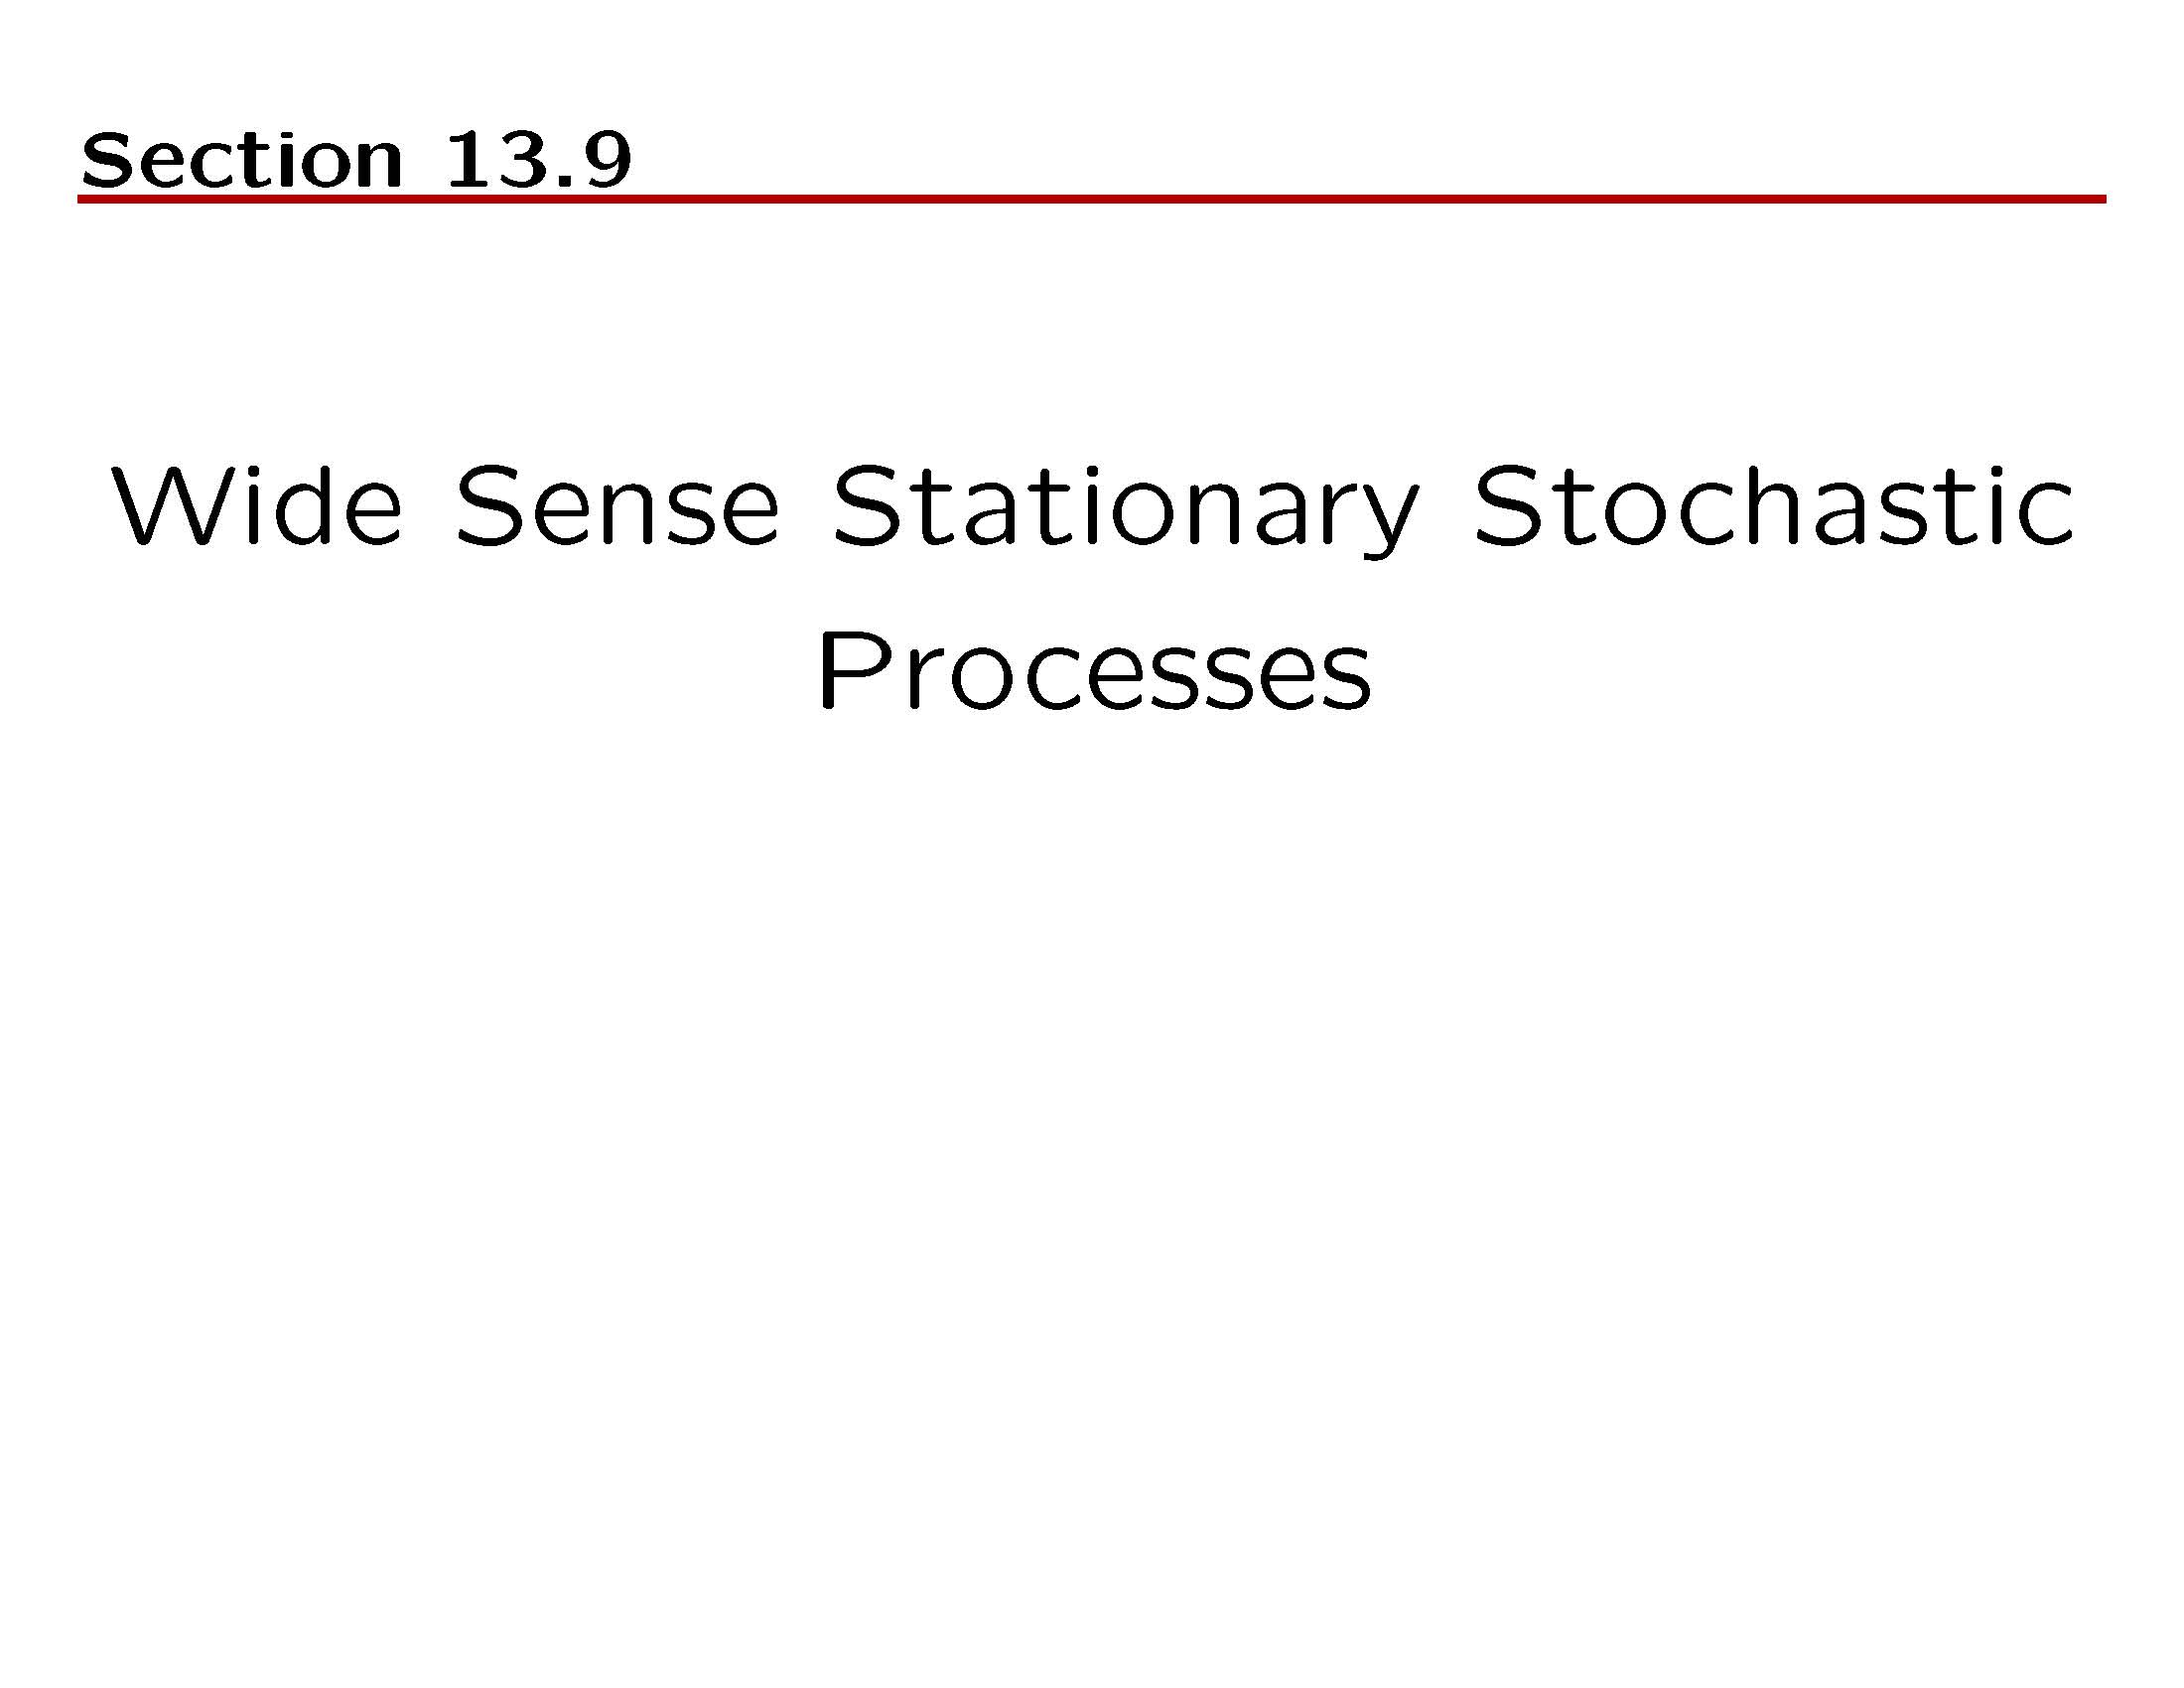 Section 13.9
Wide Sense Stationary Stochastic
Processes